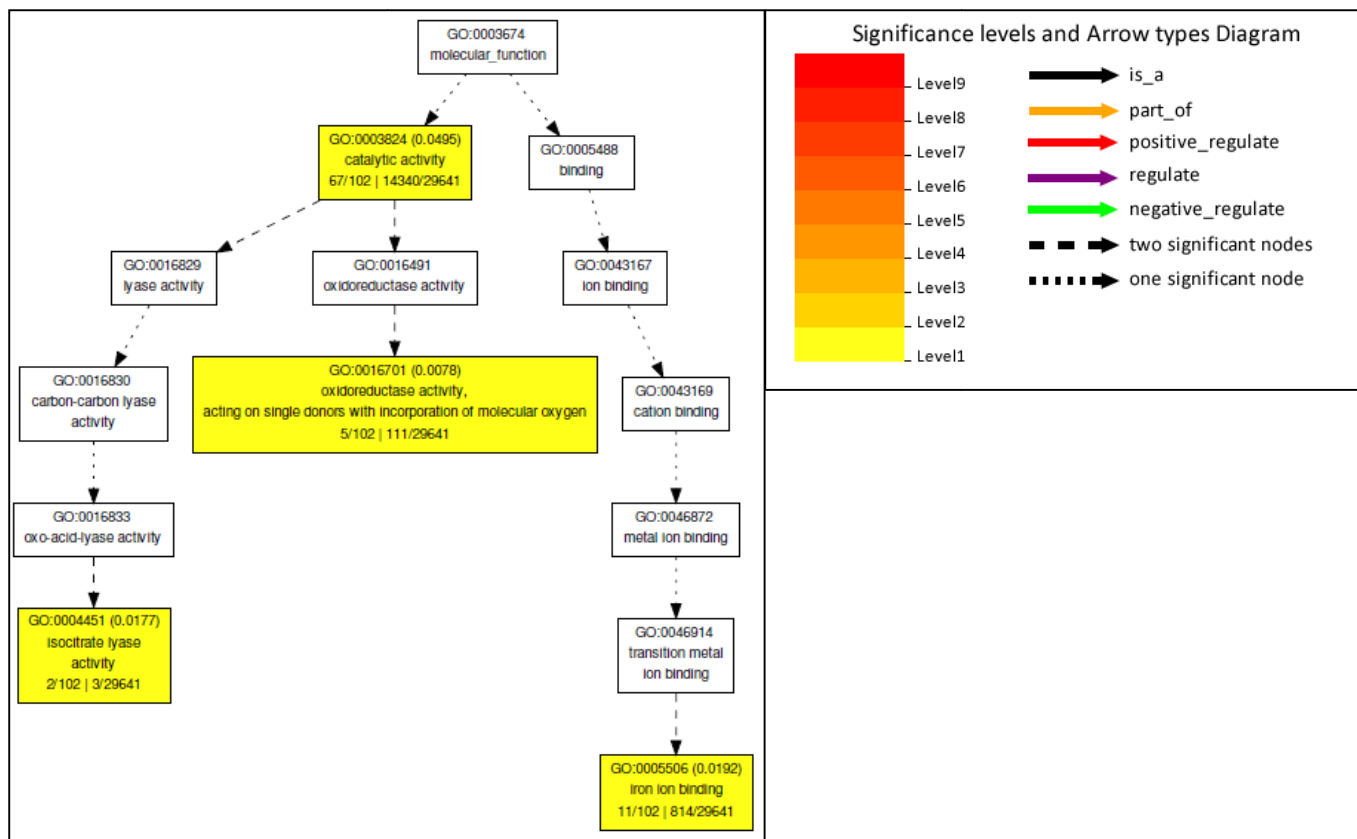 GO:0003674
molecular_function
GO:0003824 (0.0495)
catalytic activity
67/102 | 14340/29641
GO:0005488
binding
GO:0016829
lyase activity
GO:0016491
oxidoreductase activity
GO:0043167
ion binding
GO:0016830
carbon-carbon lyase
activity
GO:0016701 (0.0078)
oxidoreductase activity,
acting on single donors with incorporation of molecular oxygen
5/102 | 111/29641
GO:0043169
cation binding
GO:0016833
oxo-acid-lyase activity
GO:0046872
metal ion binding
GO:0004451 (0.0177)
isocitrate lyase
activity
2/102 | 3/29641
GO:0046914
transition metal
ion binding
GO:0005506 (0.0192)
iron ion binding
11/102 | 814/29641
Significance levels and Arrow types Diagram
Level9
Level8
Level7
Level6
Level5
Level4
Level3
Level2
Level1
is_a
part_of
positive_regulate
regulate
negative_regulate
two significant nodes
one significant node